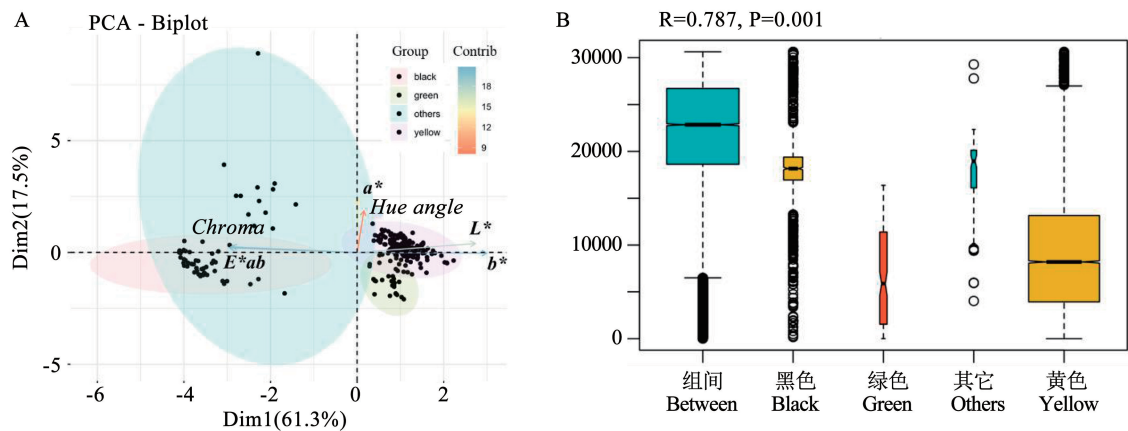 A
PCA - Biplot
Group
Contrib
black
green
others
yellow
18
15
12
9
5
0
-5
Dim2(17.5%)
a*
Hue angle
Chroma
L*
E*ab
b*
-6
-4
-2
0
2
Dim1(61.3%)
B
R=0.787, P=0.001
30000
20000
10000
0
组间
Between
黑色
Black
绿色
Green
其它
Others
黄色
Yellow